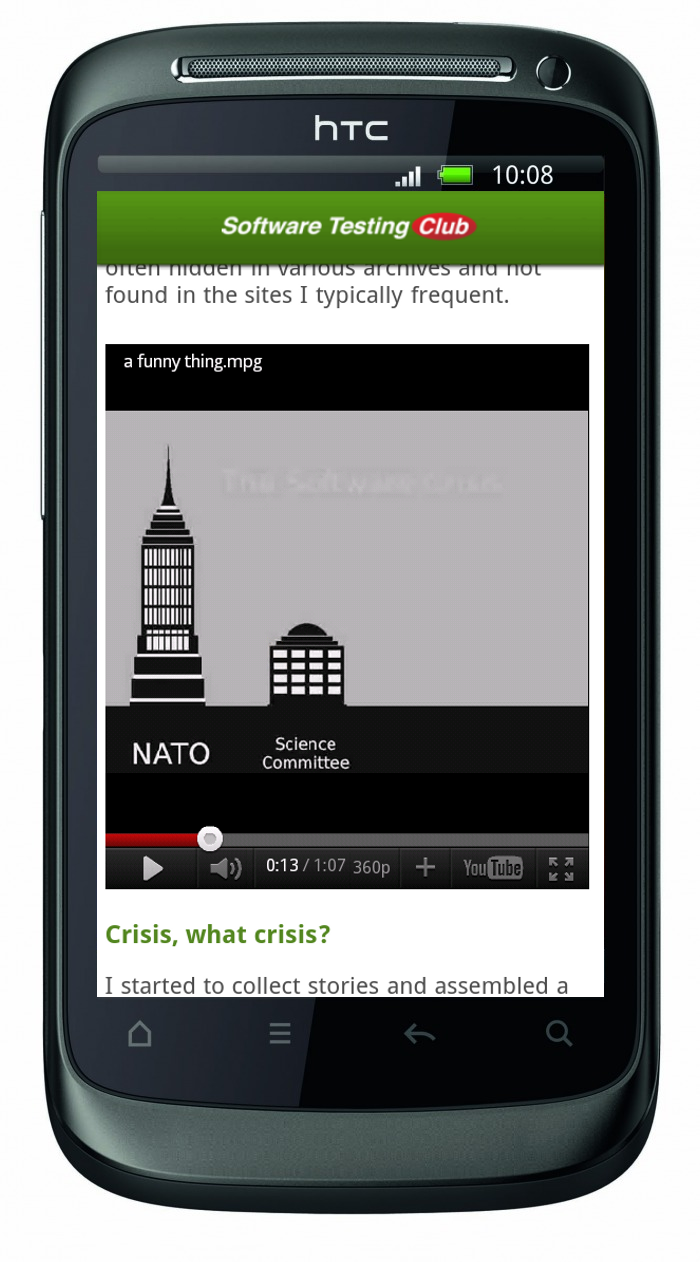 hTC
10:08
Software Testing Club
often hidden in various archives and not
found in the sites I typically frequent.
a funny thing.mpg
The Software Crisis
NATO
Science
Committee
0:13 / 1:07 360p
YouTube
Crisis, what crisis?
I started to collect stories and assembled a